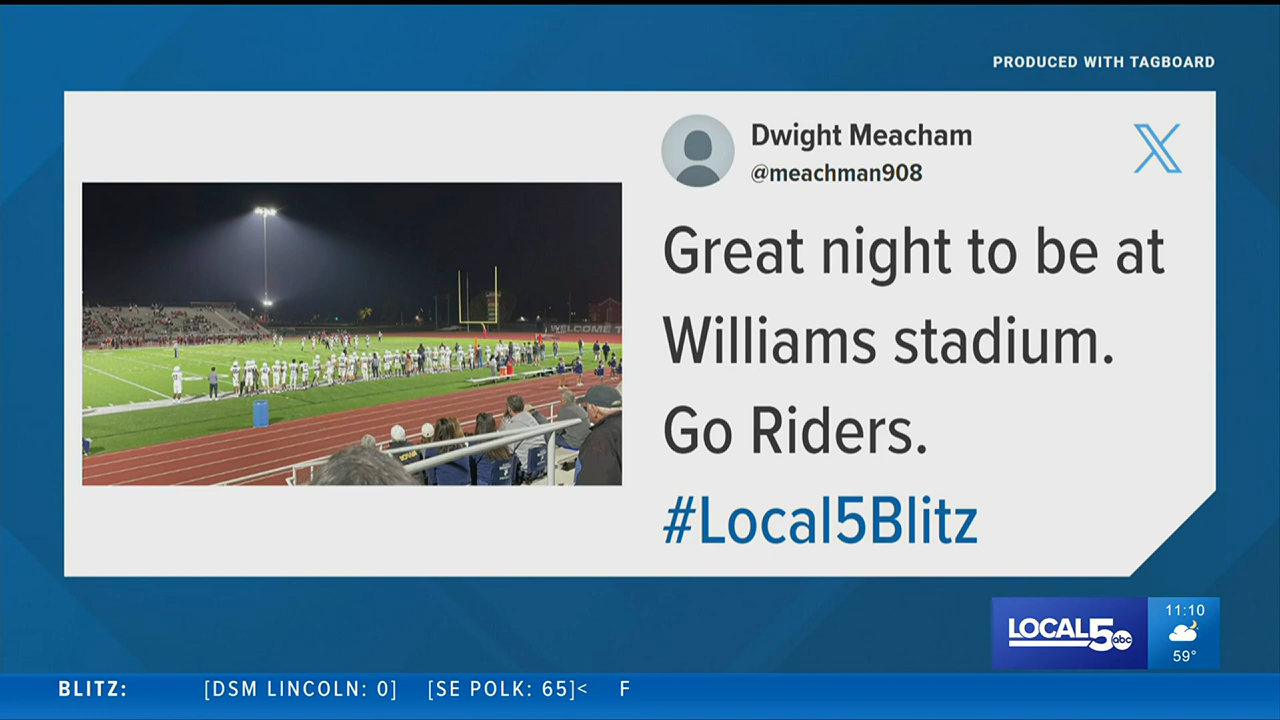 PRODUCED WITH TAGBOARD
Dwight Meacham
@meachman908
Great night to be at
Williams stadium.
Go Riders.
#Local5Blitz
WELCOME T
LOCAL 5 abc
11:10
59°
BLITZ: [DSM LINCOLN: 0] [SE POLK: 65]< F